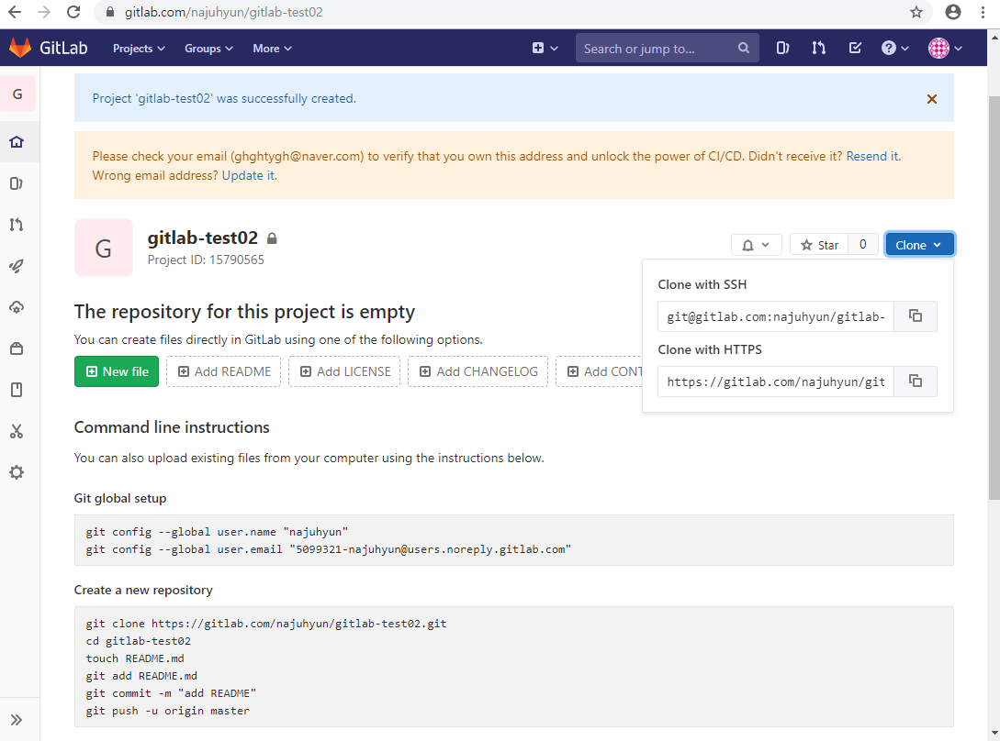 gitlab.com/najuhyun/gitlab-test02
GitLab Projects Groups More Search or jump to...
G
Project 'gitlab-test02' was successfully created.
Please check your email (ghghtygh@naver.com) to verify that you own this address and unlock the power of CI/CD. Didn't receive it? Resend it.
Wrong email address? Update it.
G
gitlab-test02
Project ID: 15790565
Star 0 Clone
Clone with SSH
git@gitlab.com:najuhyun/gitlab-
Clone with HTTPS
https://gitlab.com/najuhyun/git
The repository for this project is empty
You can create files directly in GitLab using one of the following options.
New file Add README Add LICENSE Add CHANGELOG Add CONT
Command line instructions
You can also upload existing files from your computer using the instructions below.
Git global setup
git config --global user.name "najuhyun"
git config --global user.email "5099321-najuhyun@users.noreply.gitlab.com"
Create a new repository
git clone https://gitlab.com/najuhyun/gitlab-test02.git
cd gitlab-test02
touch README.md
git add README.md
git commit -m "add README"
git push -u origin master